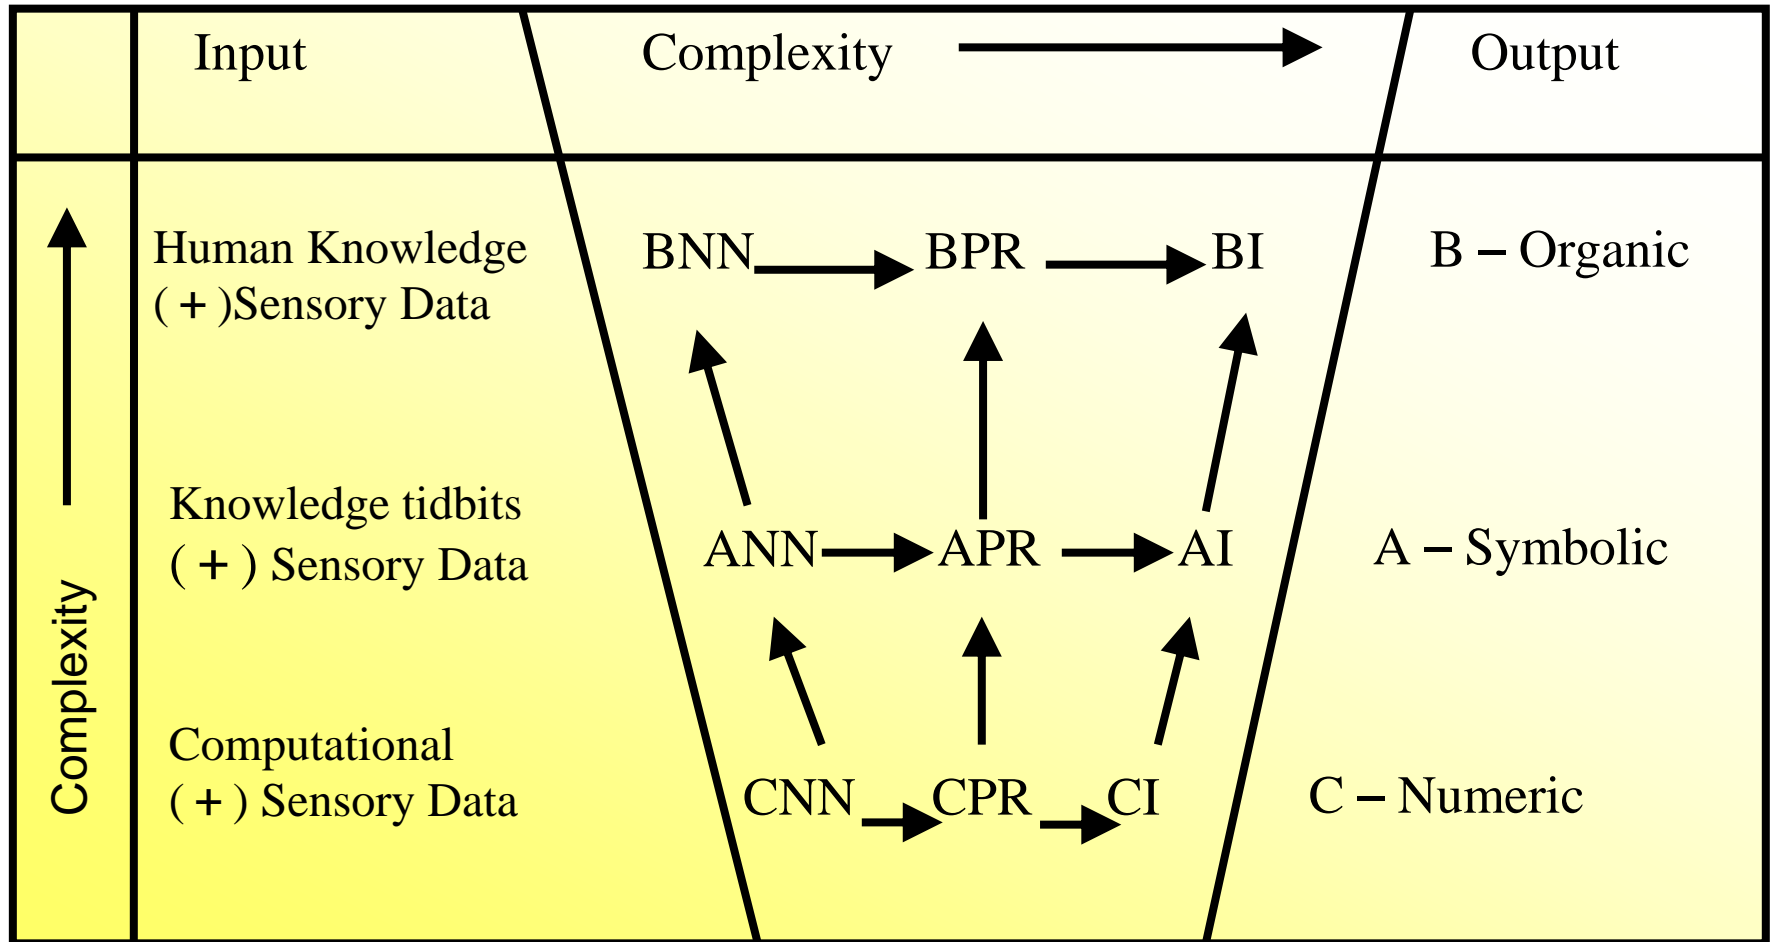 Input
Complexity
Output
Human Knowledge
( + )Sensory Data
BNN
BPR
BI
B – Organic
Knowledge tidbits
( + ) Sensory Data
ANN
APR
AI
A – Symbolic
Complexity
Computational
( + ) Sensory Data
CNN
CPR
CI
C – Numeric